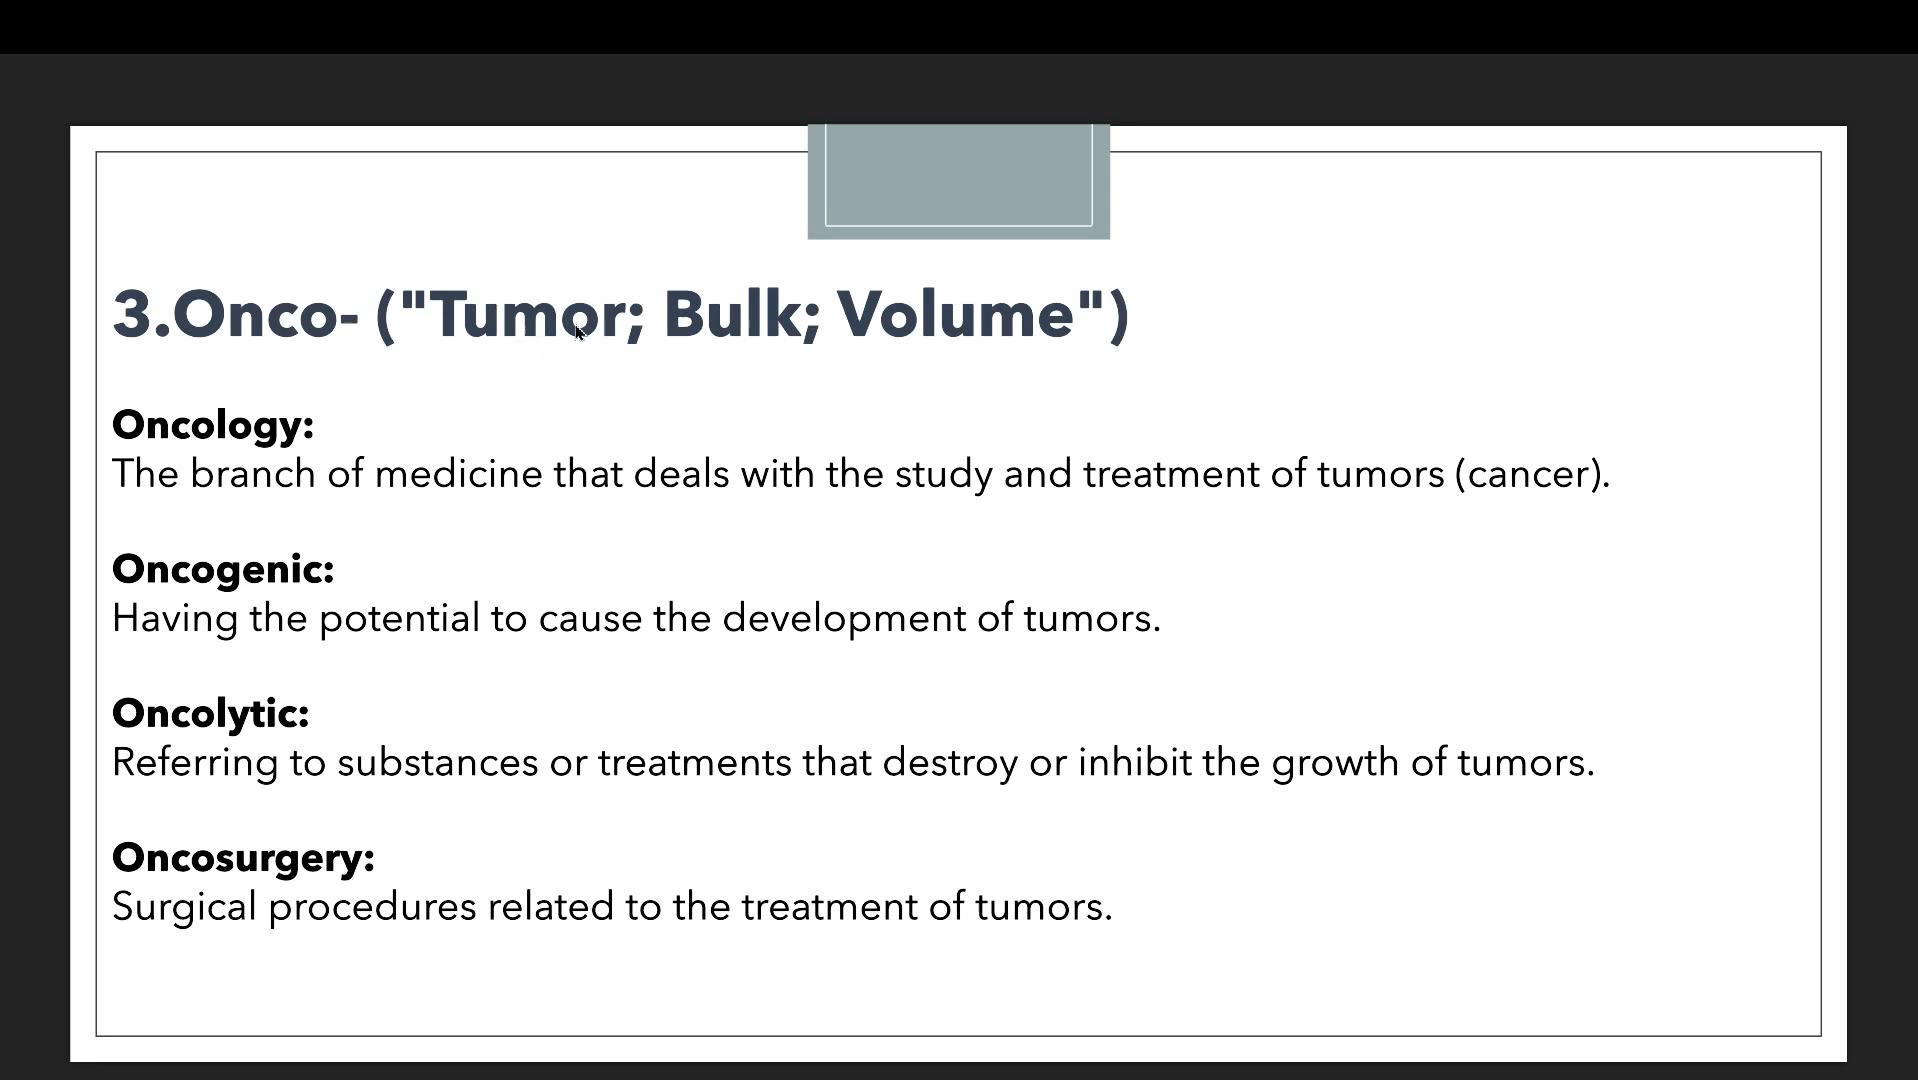 3.Onco- ("Tumor; Bulk; Volume")
Oncology:
The branch of medicine that deals with the study and treatment of tumors (cancer).
Oncogenic:
Having the potential to cause the development of tumors.
Oncolytic:
Referring to substances or treatments that destroy or inhibit the growth of tumors.
Oncosurgery:
Surgical procedures related to the treatment of tumors.